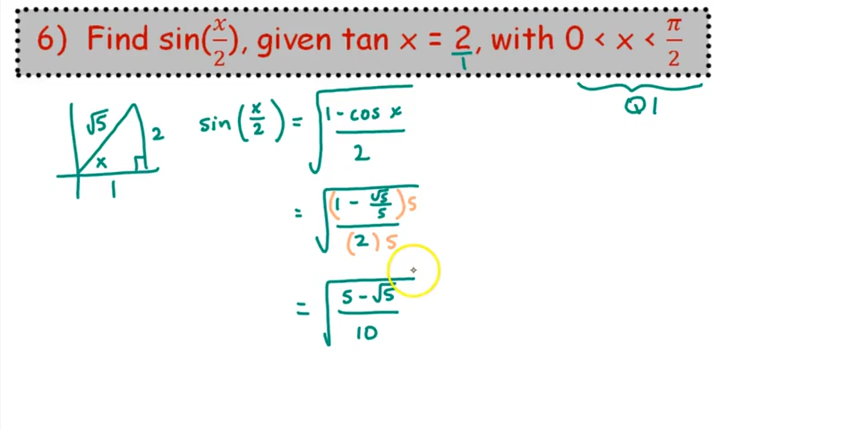 6) Find sin(x/2), given tan x = 2/1, with 0 < x < π/2
Q1
√5
2
x
1
sin(x/2) = √((1 - cos x)/2)
= √((1 - √5/5)5/(2)5)
= √((5 - √5)/10)